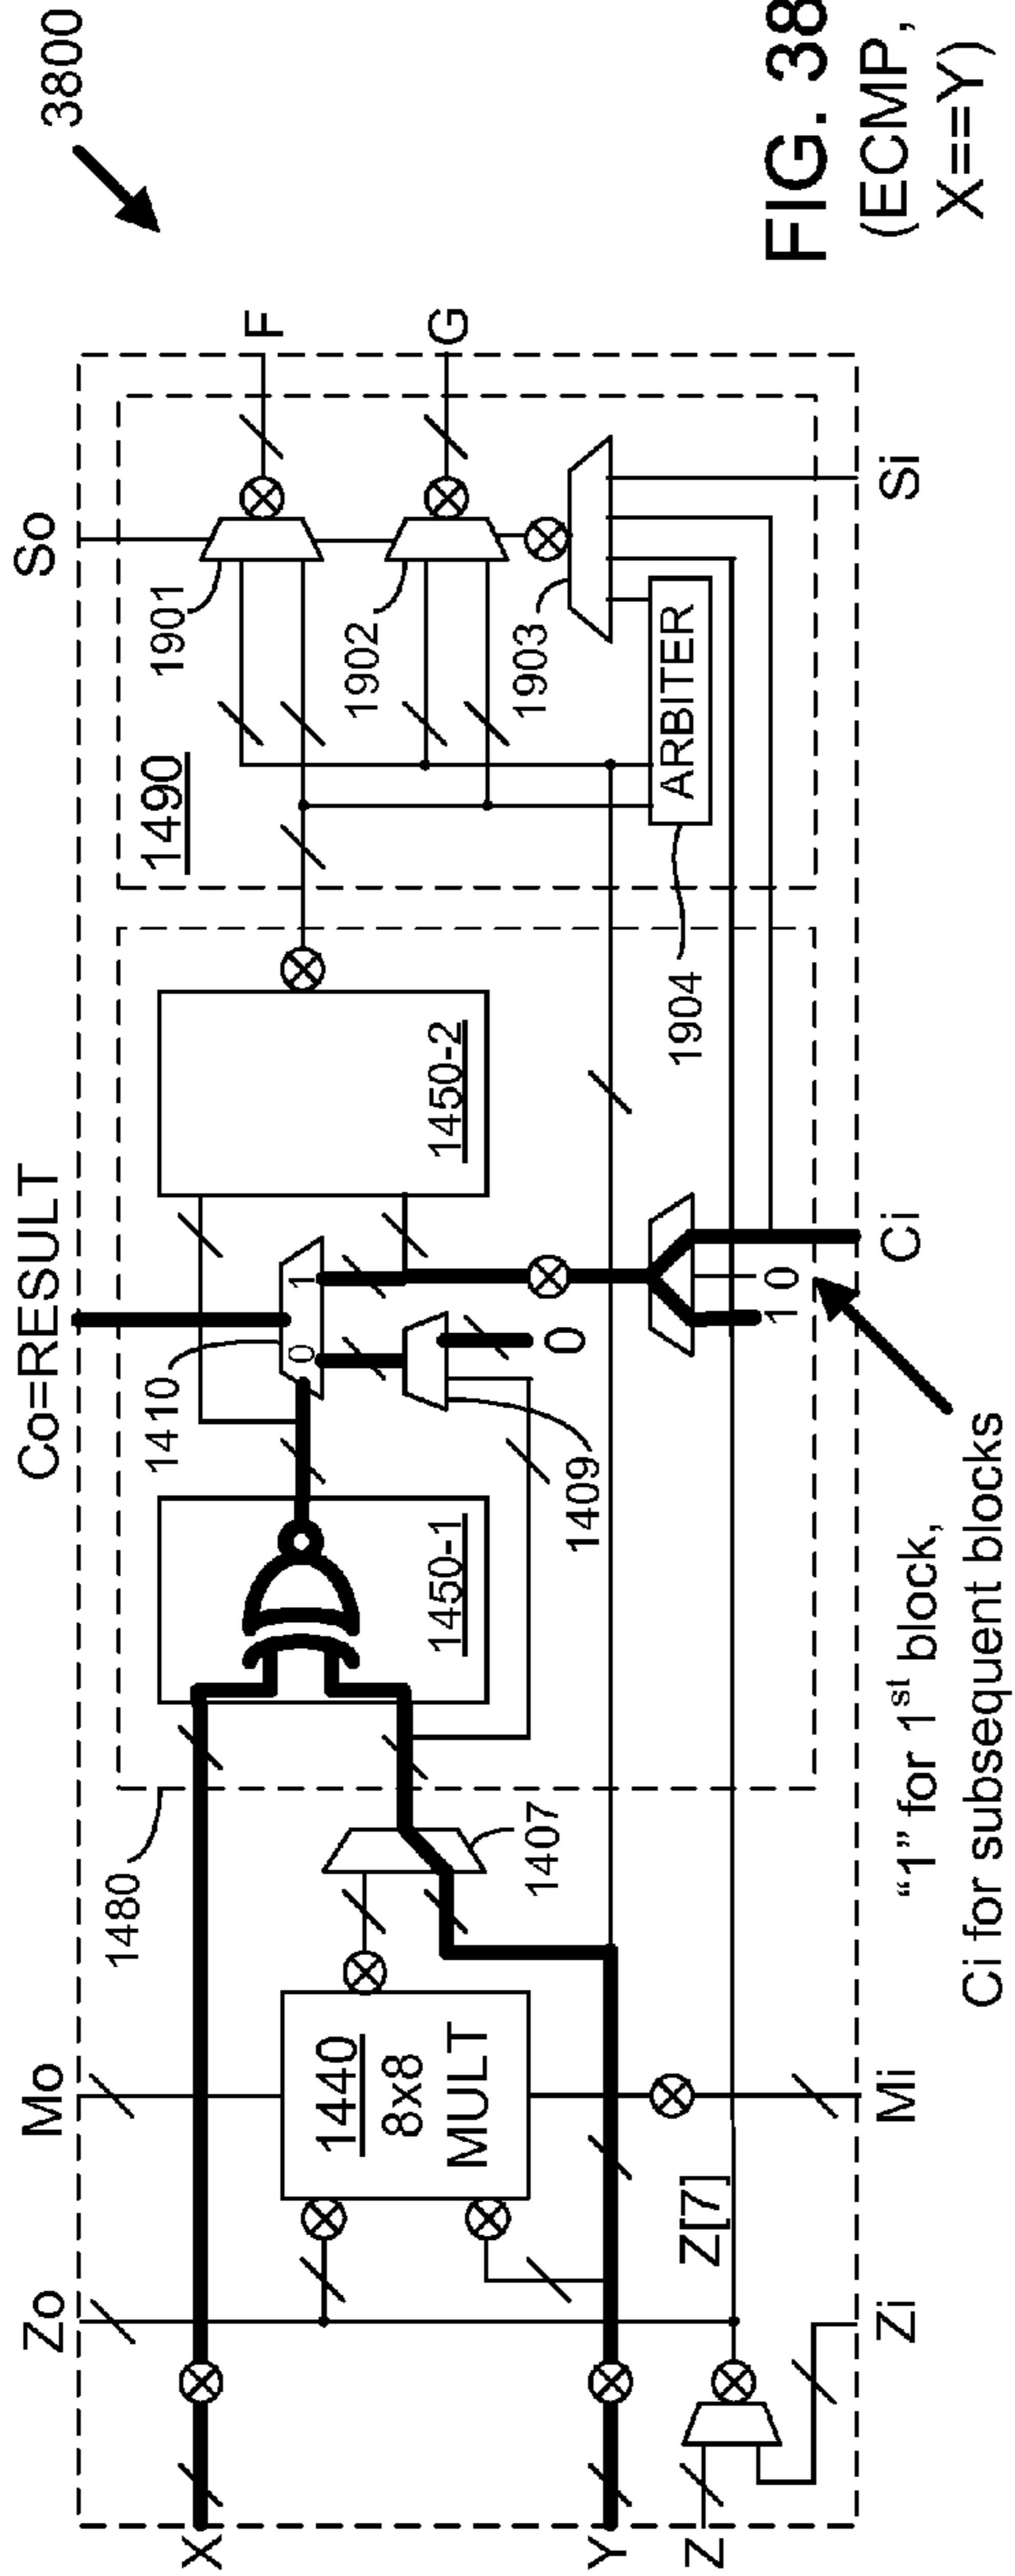 3800
Co=RESULT
So
Mo
Zo
1480
1410
1490
1901
F
X
1440
8x8
MULT
1450-1
0
1
1450-2
1902
G
1407
1409
0
1903
Y
Z[7]
1904
ARBITER
Z
1
0
Zi
Mi
Ci
Si
"1" for 1st block,
Ci for subsequent blocks
FIG. 38
(ECMP,
X==Y)